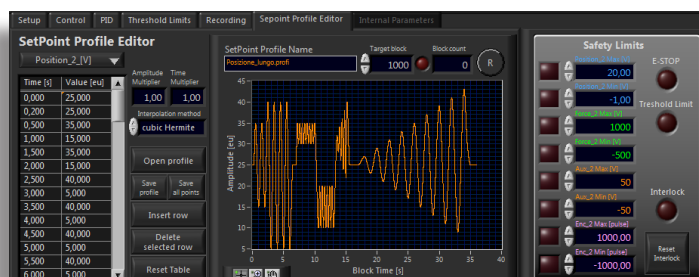 Setup Control PID Threshold Limits Recording Sepoint Profile Editor Internal Parameters
SetPoint Profile Editor
Position_2_[V]
Time [s] Value [eu]
0,000 25,000
0,200 25,000
0,500 35,000
1,000 15,000
1,500 35,000
2,000 15,000
2,500 40,000
3,000 5,000
3,500 40,000
4,000 5,000
4,500 40,000
5,000 5,000
5,500 40,000
6,000 5,000
Amplitude Multiplier
Time Multiplier
1,00 1,00
Interpolation method
cubic Hermite
Open profile
Save profile
Save all points
Insert row
Delete selected row
Reset Table
SetPoint Profile Name
Posizione_lungo.profi
Target block
1000
Block count
0
R
Amplitude [eu]
45
40
35
30
25
20
15
10
5
0 5 10 15 20 25 30 35 40
Block Time [s]
Safety Limits
Position_2 Max [V]
20,00
Position_2 Min [V]
-1,00
Force_2 Max [V]
1000
Force_2 Min [V]
-500
Aux_2 Max [V]
50
Aux_2 Min [V]
-50
Enc_2 Max [pulse]
1000,00
Enc_2 Min [pulse]
-1000,00
E-STOP
Treshold Limit
Interlock
Reset Interlock